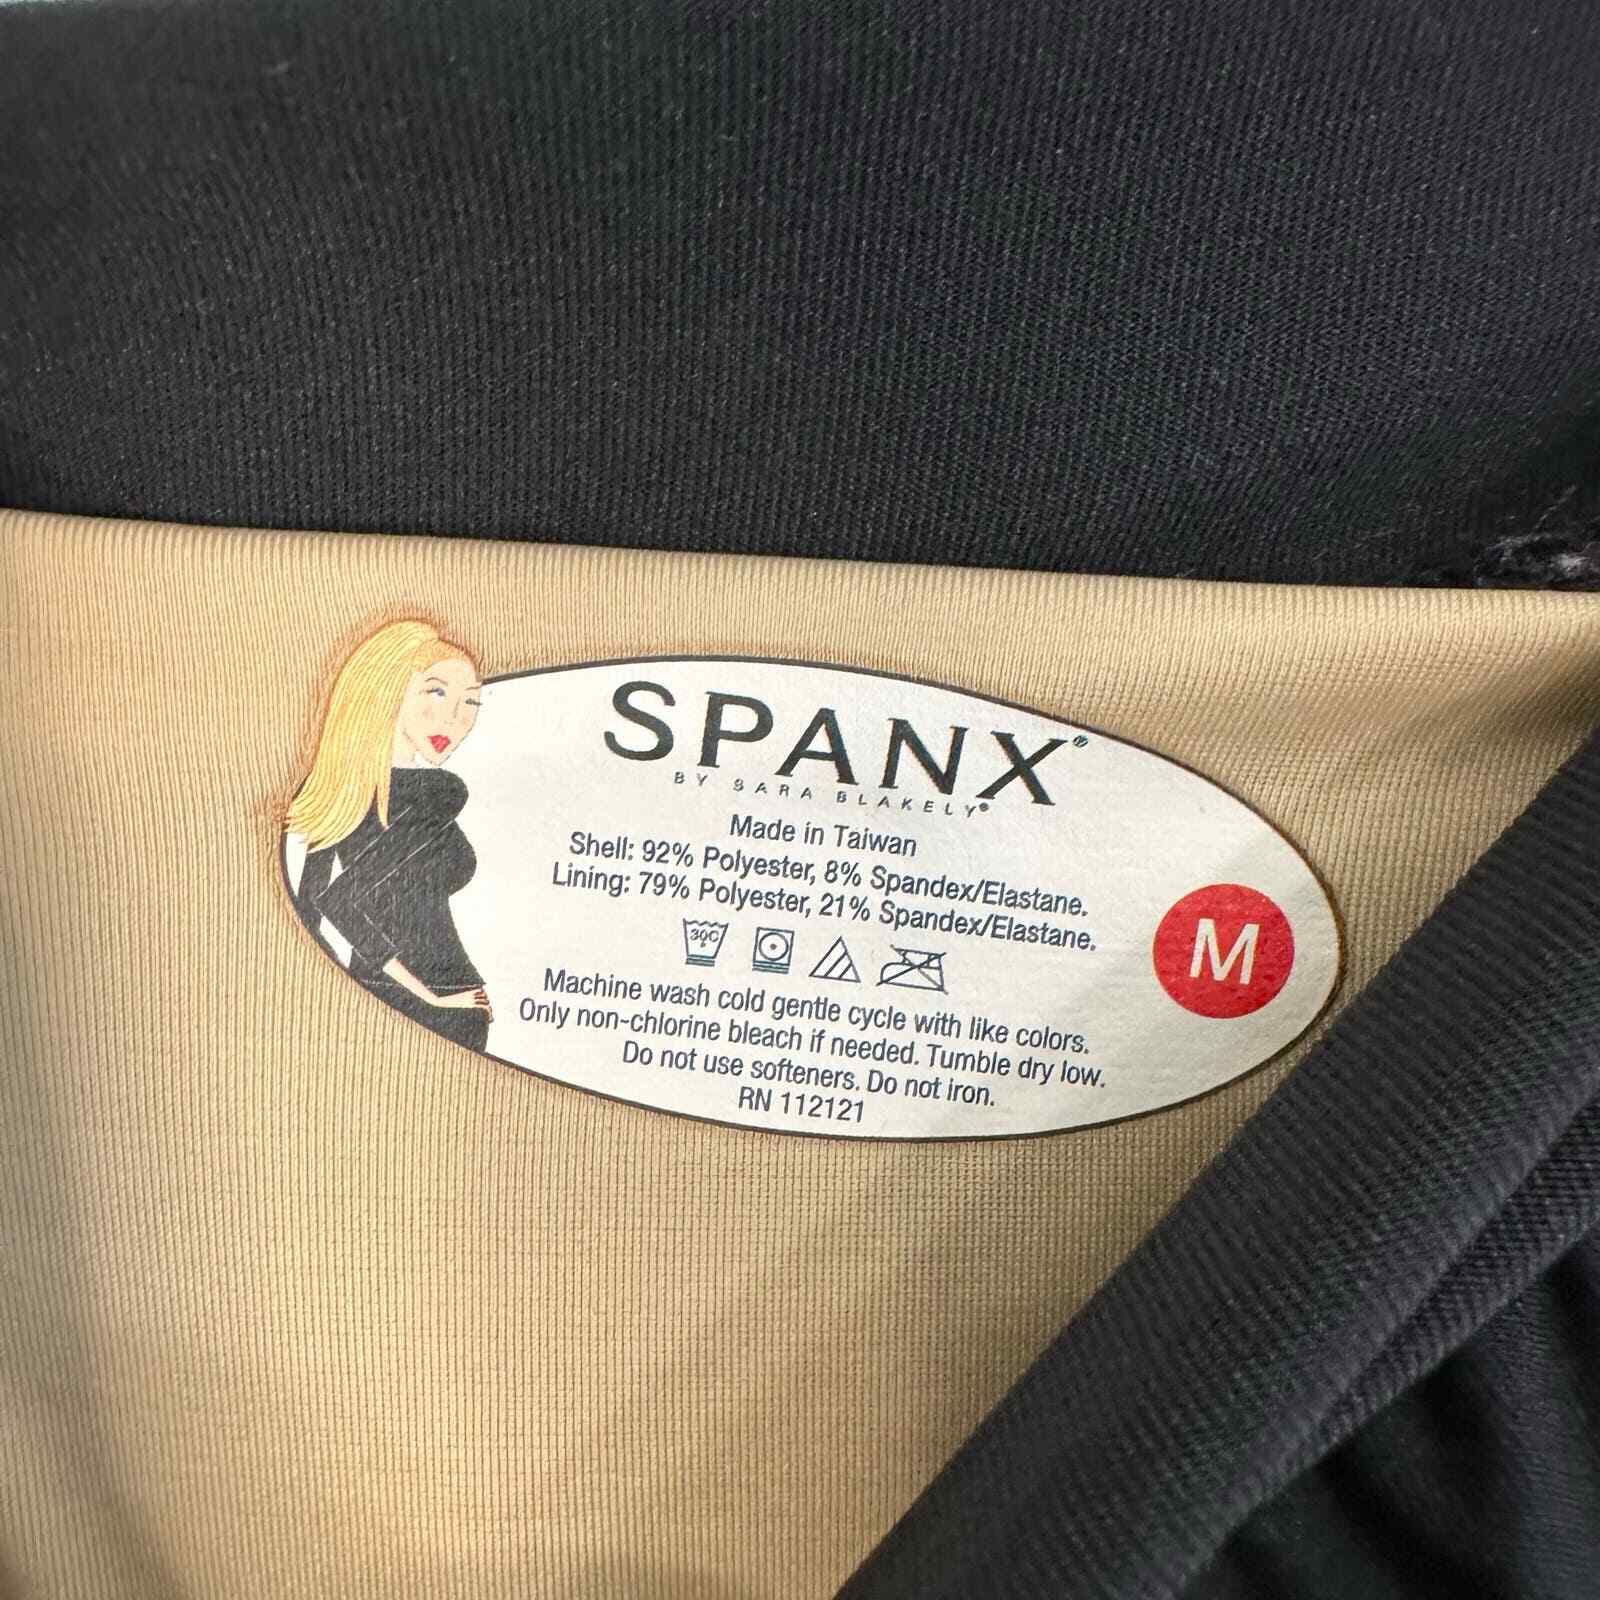 SPANX®
BY SARA BLAKELY®
Made in Taiwan
Shell: 92% Polyester, 8% Spandex/Elastane.
Lining: 79% Polyester, 21% Spandex/Elastane.
M
30C
Machine wash cold gentle cycle with like colors.
Only non-chlorine bleach if needed. Tumble dry low.
Do not use softeners. Do not iron.
RN 112121